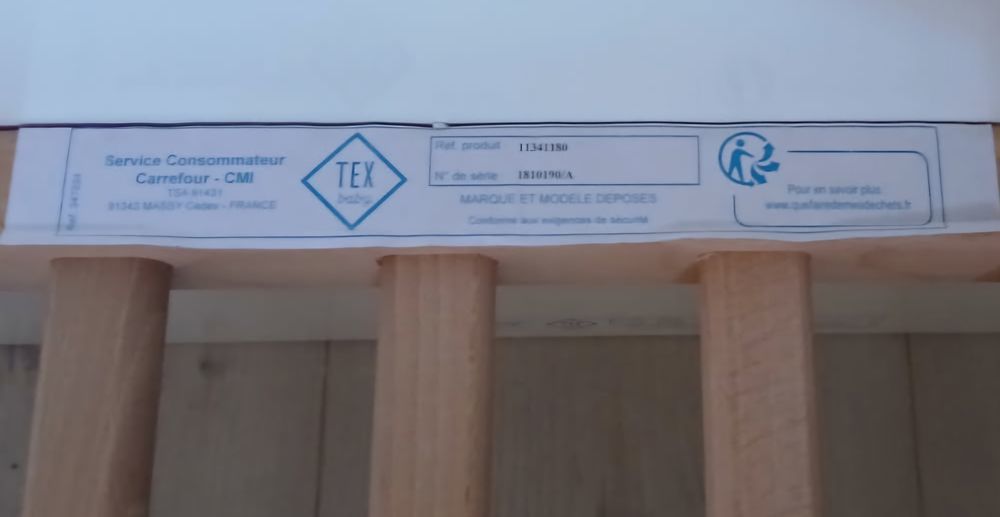 Service Consommateur
Carrefour - CMI
TSA 91431
91343 MASSY Cedex - FRANCE
TEX
baby
Réf. produit 11341180
N° de série 1810190/A
MARQUE ET MODELE DEPOSES
Conforme aux exigences de sécurité
Pour en savoir plus
www.quefairedemesdechets.fr